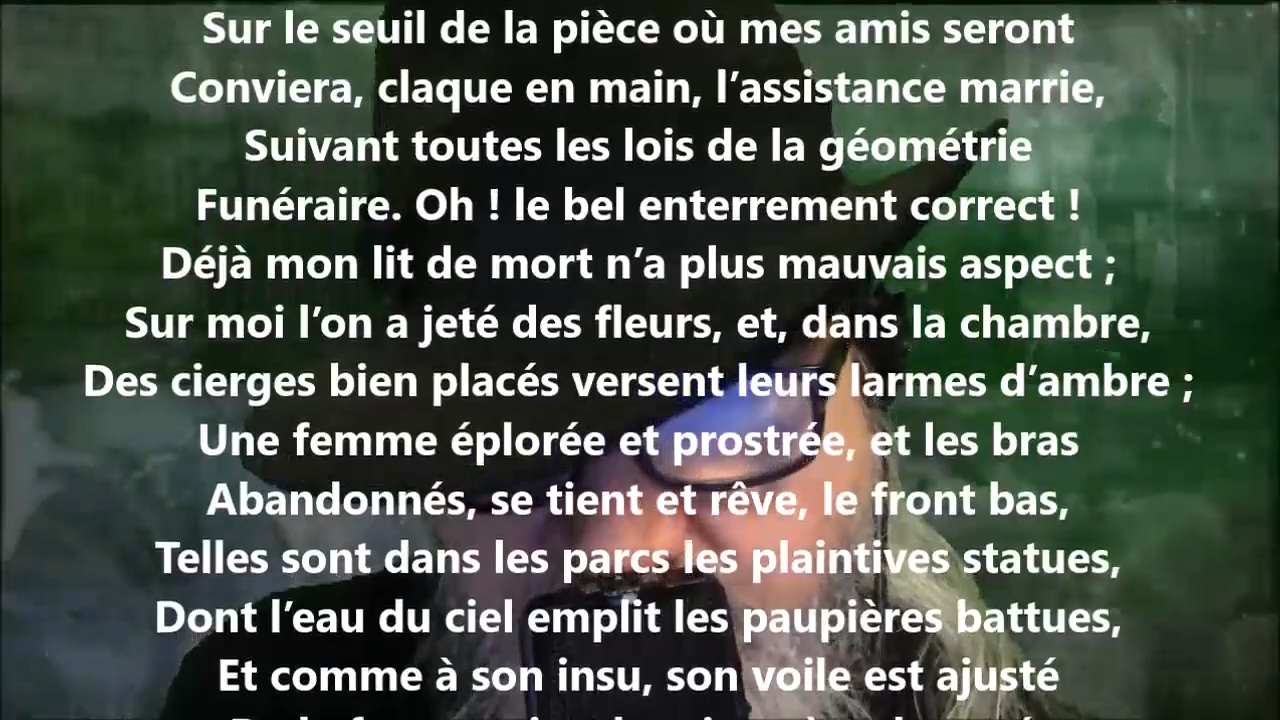 Sur le seuil de la pièce où mes amis seront
Conviera, claque en main, l’assistance marrie,
Suivant toutes les lois de la géométrie
Funéraire. Oh ! le bel enterrement correct !
Déjà mon lit de mort n’a plus mauvais aspect ;
Sur moi l’on a jeté des fleurs, et, dans la chambre,
Des cierges bien placés versent leurs larmes d’ambre ;
Une femme éplorée et prostrée, et les bras
Abandonnés, se tient et rêve, le front bas,
Telles sont dans les parcs les plaintives statues,
Dont l’eau du ciel emplit les paupières battues,
Et comme à son insu, son voile est ajusté